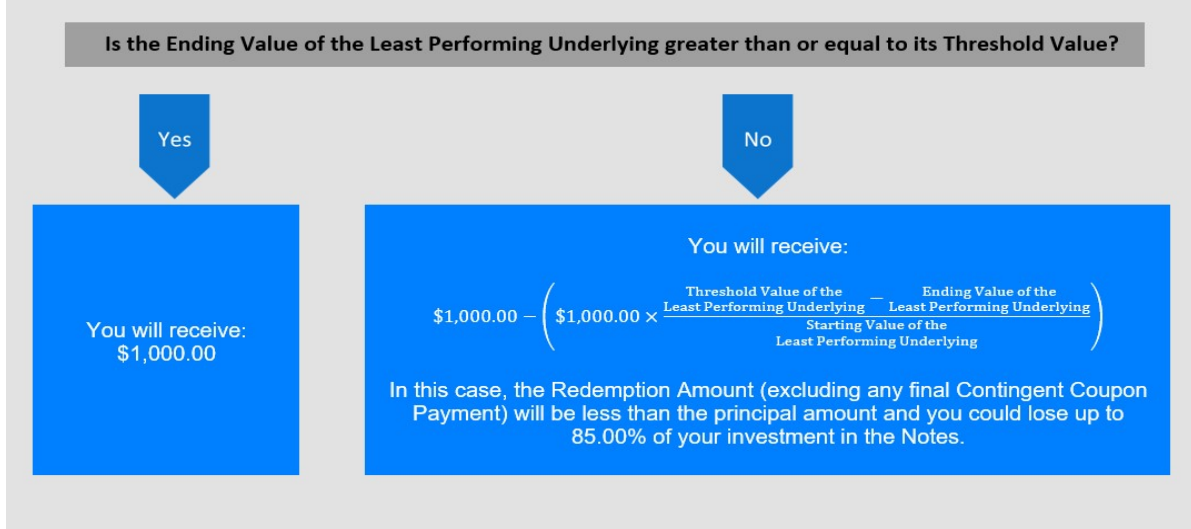 Is the Ending Value of the Least Performing Underlying greater than or equal to its Threshold Value?
Yes
No
You will receive:
$1,000.00
You will receive:
$1,000.00 − ( $1,000.00 × Threshold Value of the Least Performing Underlying − Ending Value of the Least Performing Underlying / Starting Value of the Least Performing Underlying )
In this case, the Redemption Amount (excluding any final Contingent Coupon
Payment) will be less than the principal amount and you could lose up to
85.00% of your investment in the Notes.